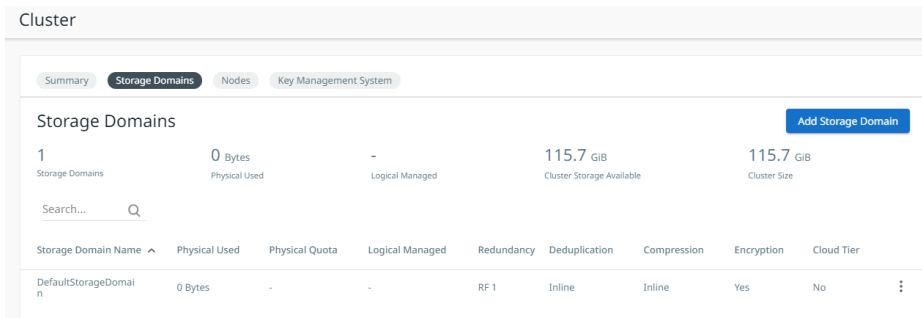 Cluster
Summary Storage Domains Nodes Key Management System
Storage Domains Add Storage Domain
1 0 Bytes - 115.7 GiB 115.7 GiB
Storage Domains Physical Used Logical Managed Cluster Storage Available Cluster Size
Search...
Storage Domain Name Physical Used Physical Quota Logical Managed Redundancy Deduplication Compression Encryption Cloud Tier
DefaultStorageDomai
n 0 Bytes - - RF 1 Inline Inline Yes No